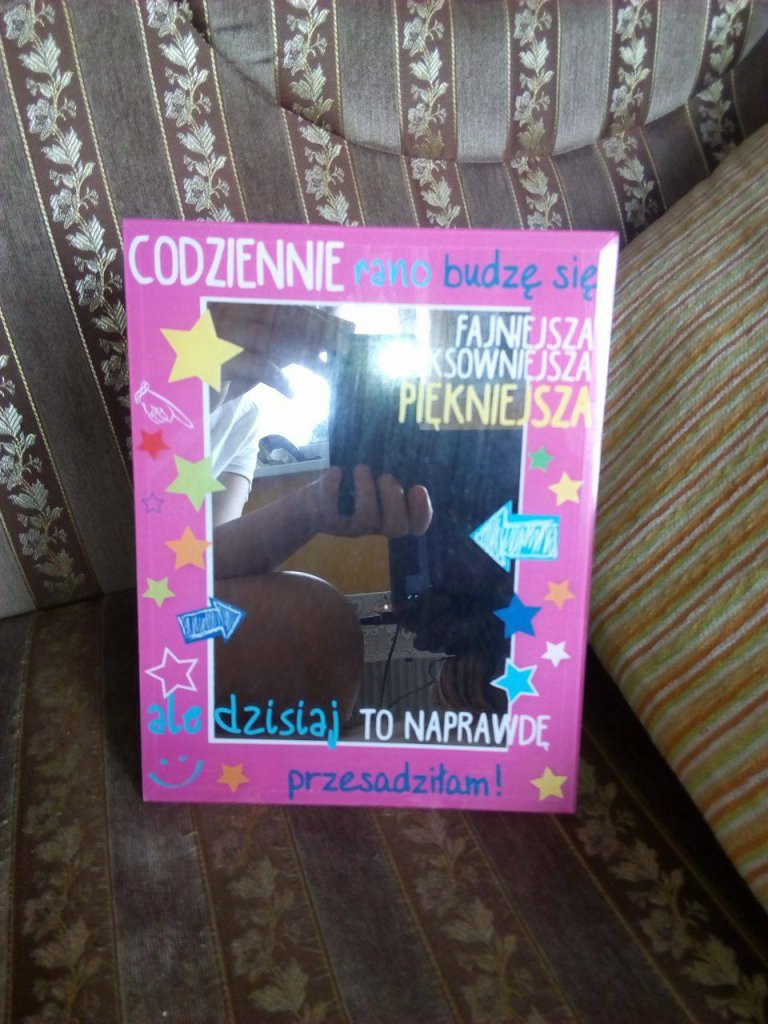 CODZIENNIE rano budzę się
FAJNIEJSZA
PIĘKNIEJSZA
ale dzisiaj TO NAPRAWDĘ
przesadziłam!